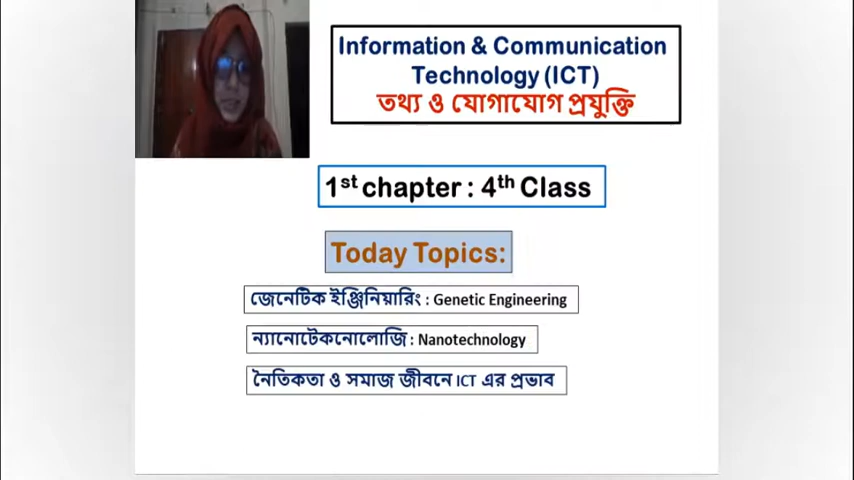 Information & Communication
Technology (ICT)
তথ্য ও যোগাযোগ প্রযুক্তি
1st chapter : 4th Class
Today Topics:
জেনেটিক ইঞ্জিনিয়ারিং : Genetic Engineering
ন্যানোটেকনোলোজি : Nanotechnology
নৈতিকতা ও সমাজ জীবনে ICT এর প্রভাব